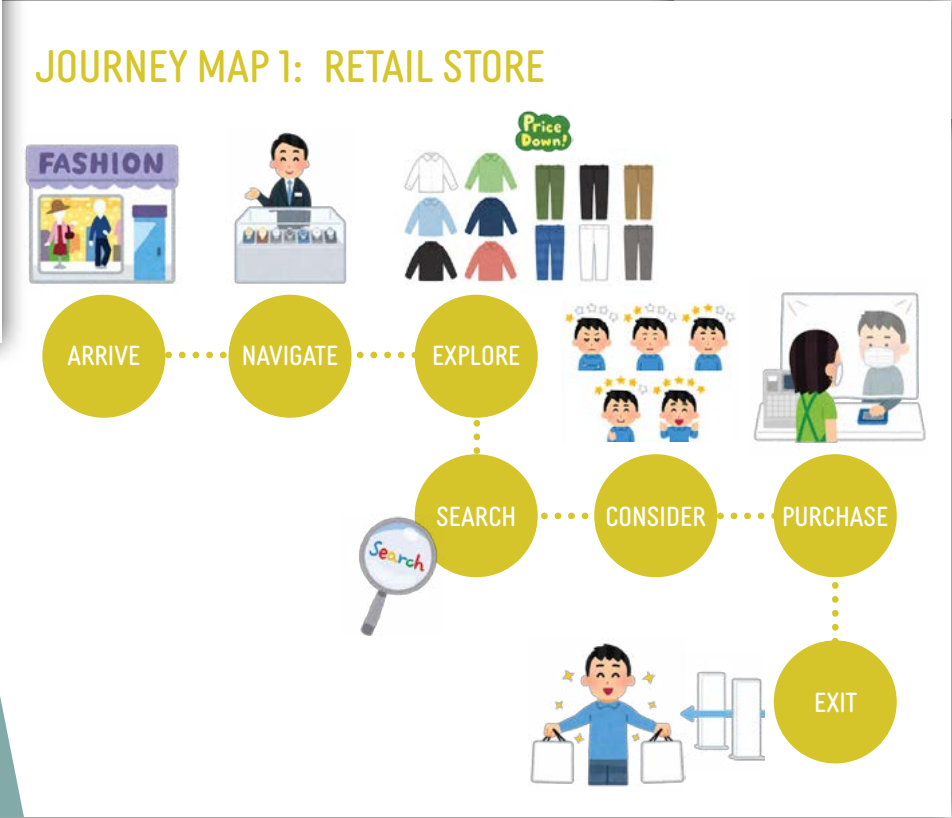 JOURNEY MAP 1: RETAIL STORE
Price
Down!
FASHION
ARRIVE
NAVIGATE
EXPLORE
SEARCH
CONSIDER
PURCHASE
Search
EXIT